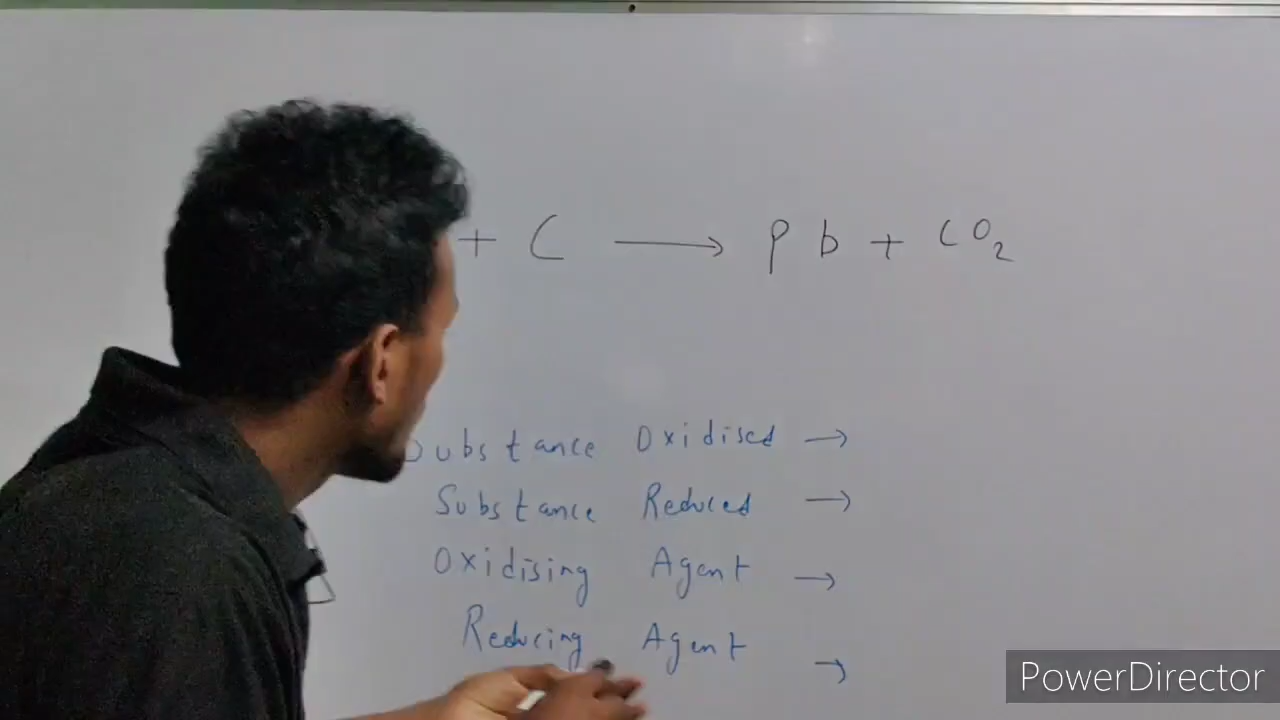 + C → Pb + CO2
Substance Oxidised →
Substance Reduced →
Oxidising Agent →
Reducing Agent →
PowerDirector